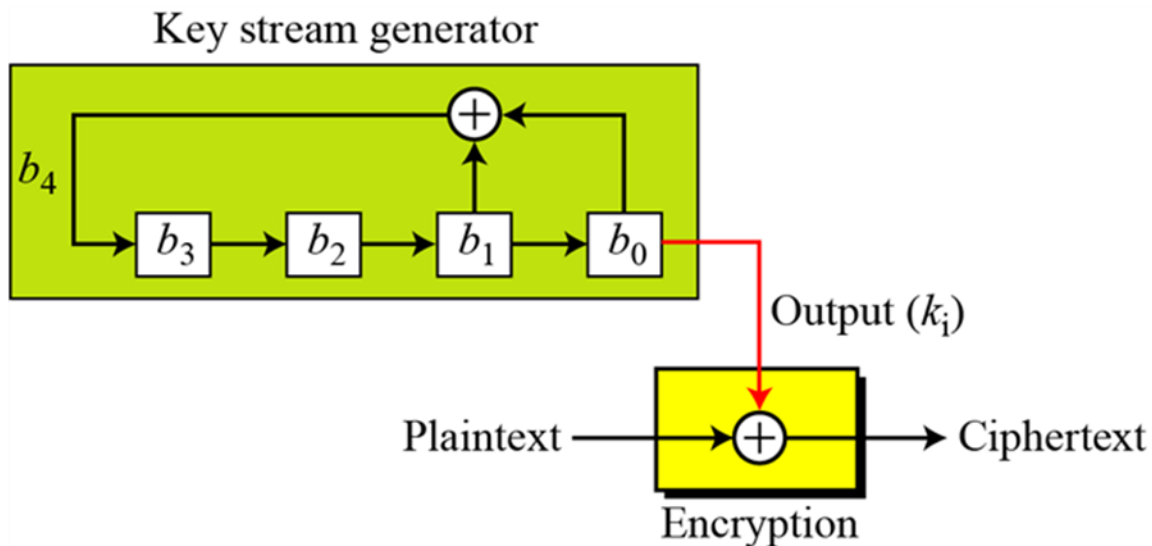 Key stream generator
b₄
b₃ b₂ b₁ b₀
Output (kᵢ)
Plaintext
Ciphertext
Encryption